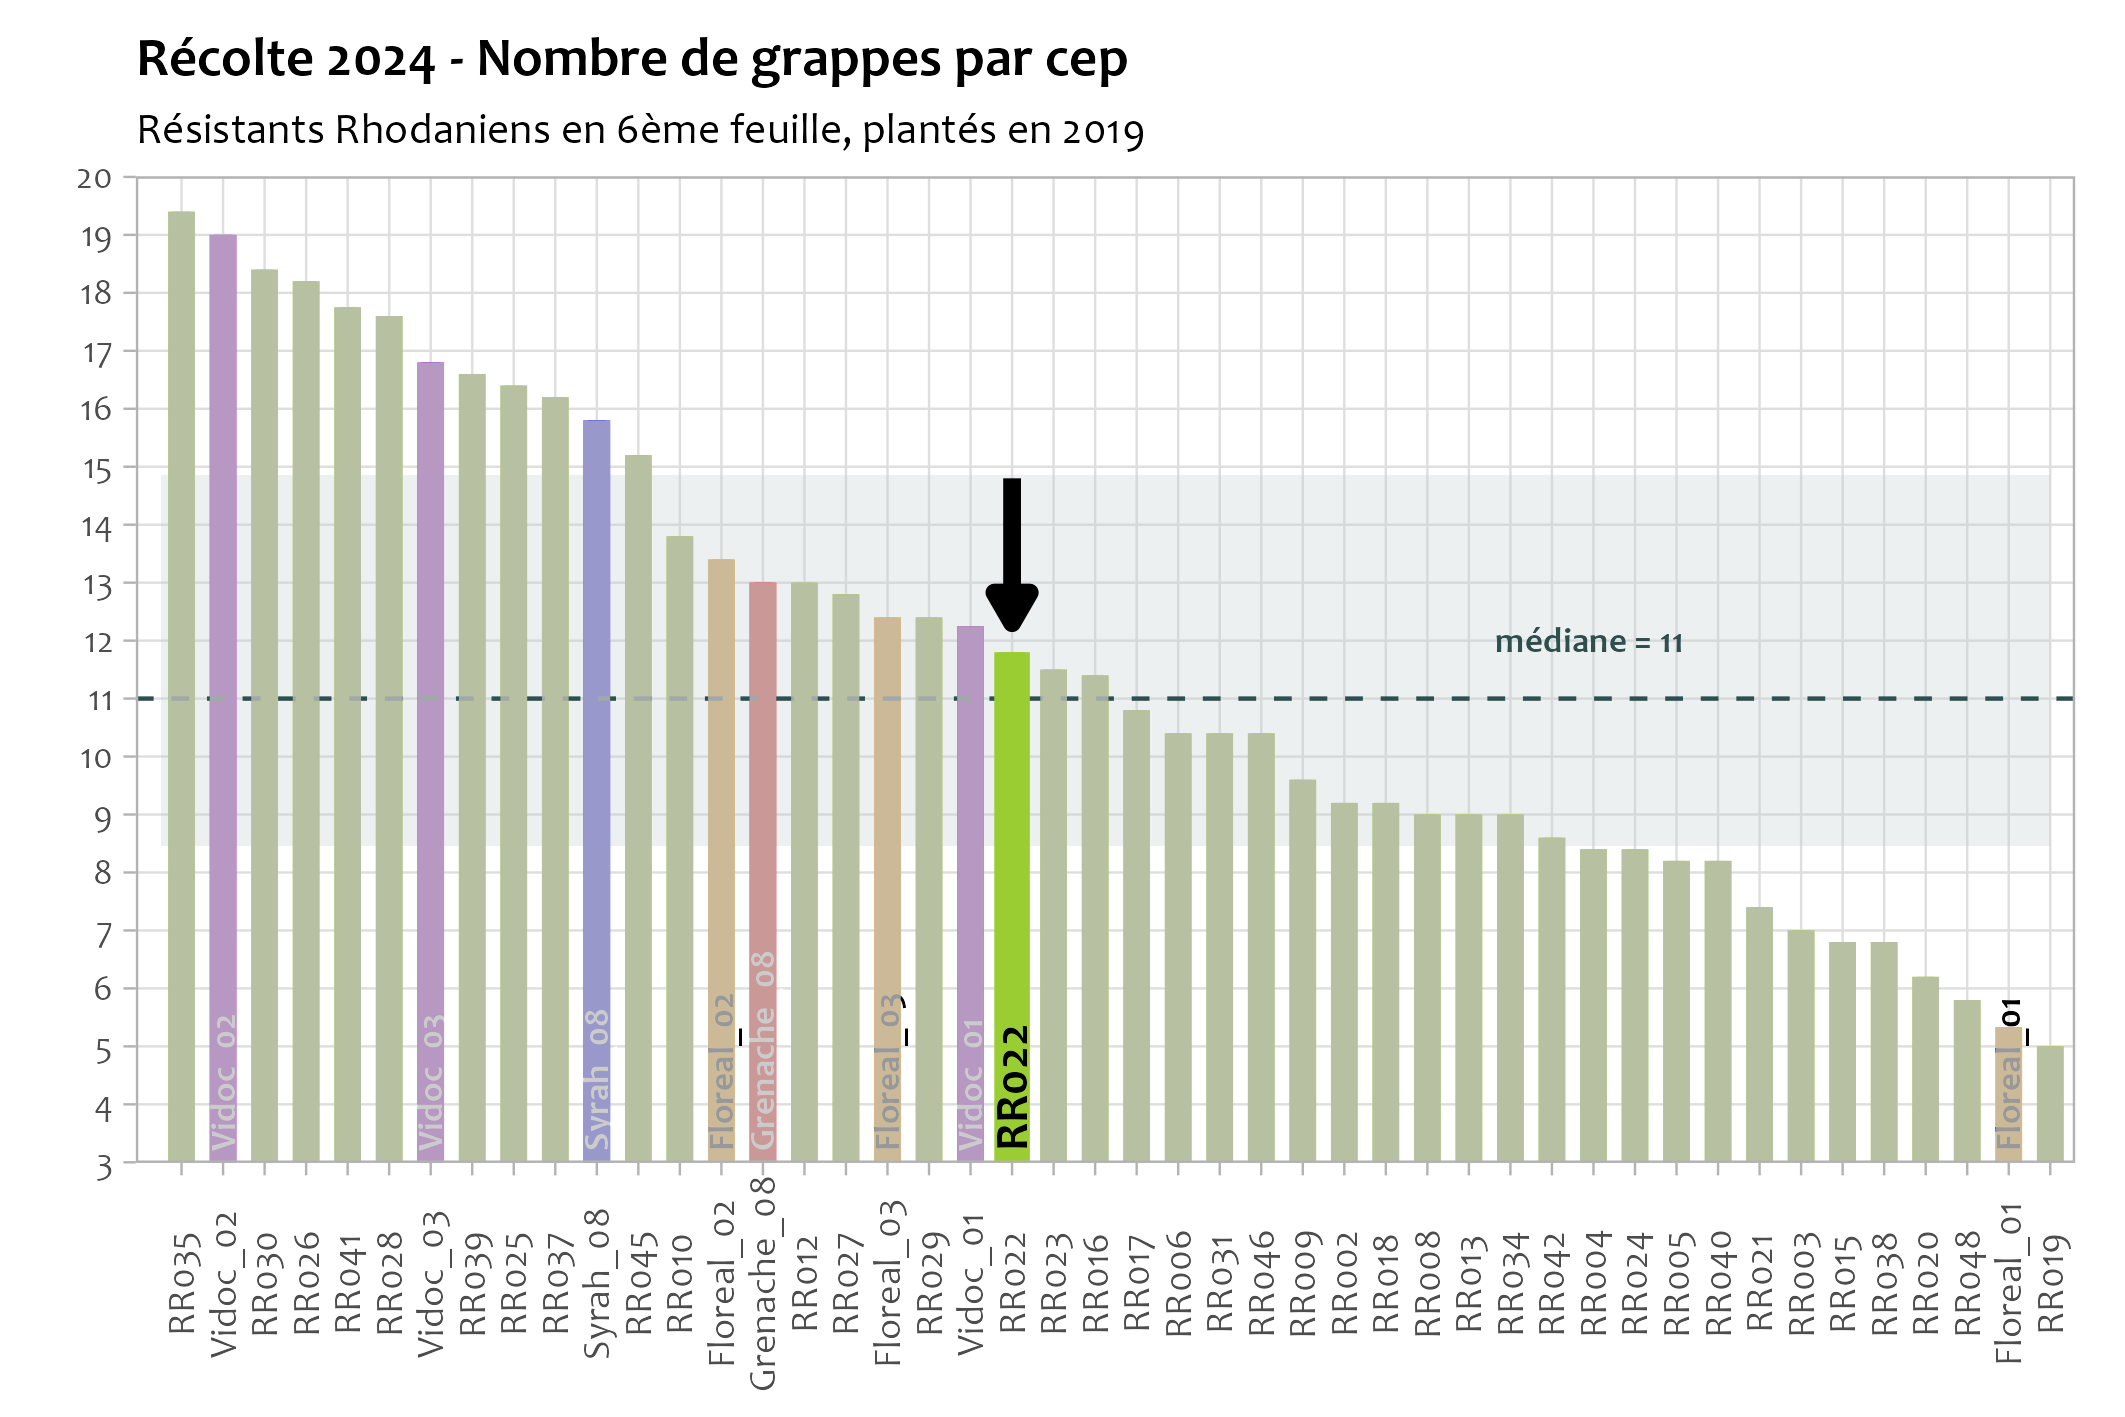 Récolte 2024 - Nombre de grappes par cep
Résistants Rhodaniens en 6ème feuille, plantés en 2019
20
19
18
17
16
15
14
13
12
11
10
9
8
7
6
5
4
3
médiane = 11
Vidoc_02
Vidoc_03
Syrah_08
Floreal_02
Grenache_08
Floreal_03
Vidoc_01
RR022
Floreal_01
RR035
Vidoc_02
RR030
RR026
RR041
RR028
Vidoc_03
RR039
RR025
RR037
Syrah_08
RR045
RR010
Floreal_02
Grenache_08
RR012
RR027
Floreal_03
RR029
Vidoc_01
RR022
RR023
RR016
RR017
RR006
RR031
RR046
RR009
RR002
RR018
RR008
RR013
RR034
RR042
RR004
RR024
RR005
RR040
RR021
RR003
RR015
RR038
RR020
RR048
Floreal_01
RR019